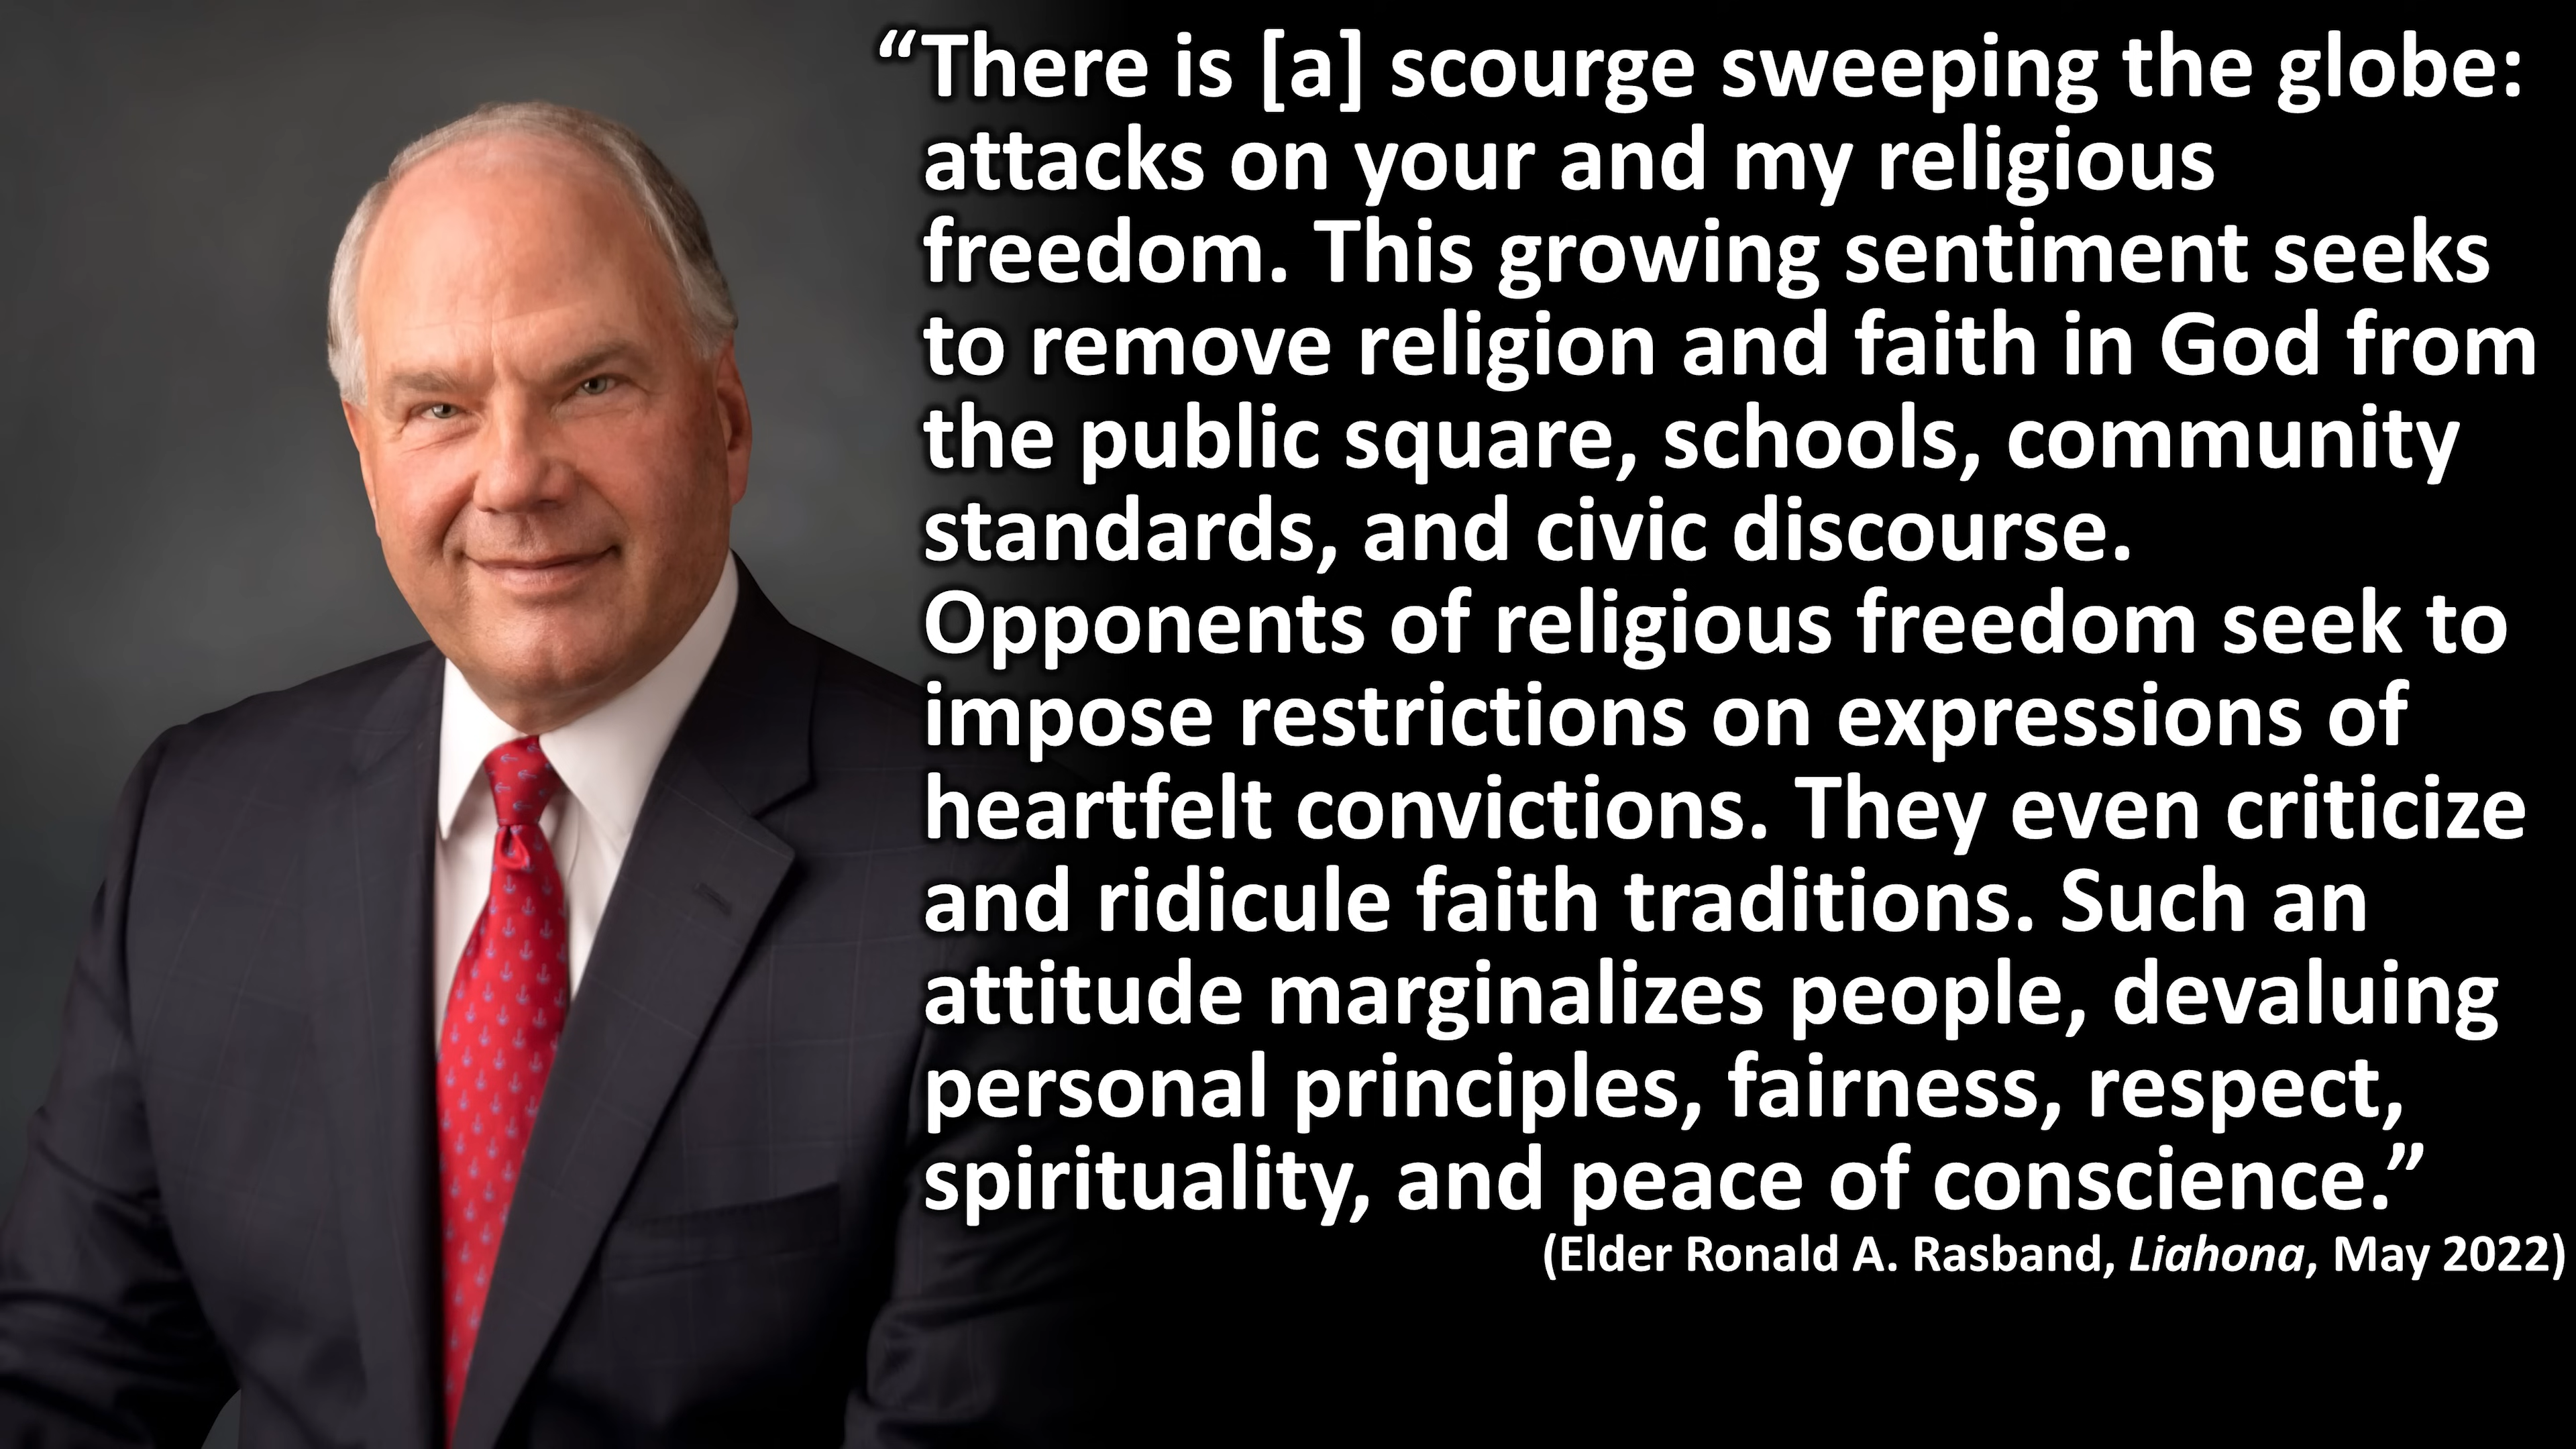 “There is [a] scourge sweeping the globe:
attacks on your and my religious
freedom. This growing sentiment seeks
to remove religion and faith in God from
the public square, schools, community
standards, and civic discourse.
Opponents of religious freedom seek to
impose restrictions on expressions of
heartfelt convictions. They even criticize
and ridicule faith traditions. Such an
attitude marginalizes people, devaluing
personal principles, fairness, respect,
spirituality, and peace of conscience.”
(Elder Ronald A. Rasband, Liahona, May 2022)